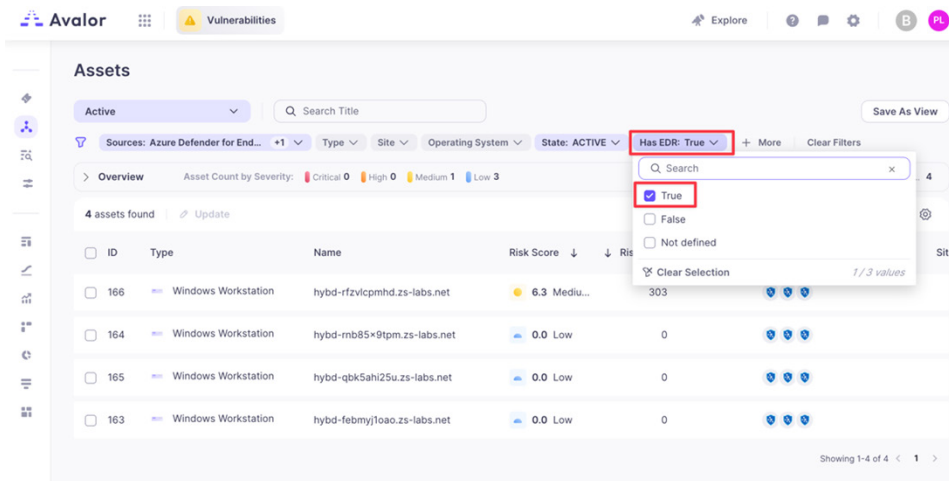 Avalor
Vulnerabilities
Explore
B
PL
Assets
Active
Search Title
Save As View
Sources: Azure Defender for End... +1
Type
Site
Operating System
State: ACTIVE
Has EDR: True
+ More
Clear Filters
Overview
Asset Count by Severity: Critical 0 High 0 Medium 1 Low 3
4
Search
True
False
Not defined
Clear Selection
1 / 3 values
4 assets found
Update
ID Type Name Risk Score Ris Sit
166 Windows Workstation hybd-rfzvlcpmhd.zs-labs.net 6.3 Mediu... 303
164 Windows Workstation hybd-rnb85x9tpm.zs-labs.net 0.0 Low 0
165 Windows Workstation hybd-qbk5ahi25u.zs-labs.net 0.0 Low 0
163 Windows Workstation hybd-febmyj1oao.zs-labs.net 0.0 Low 0
Showing 1-4 of 4 < 1 >